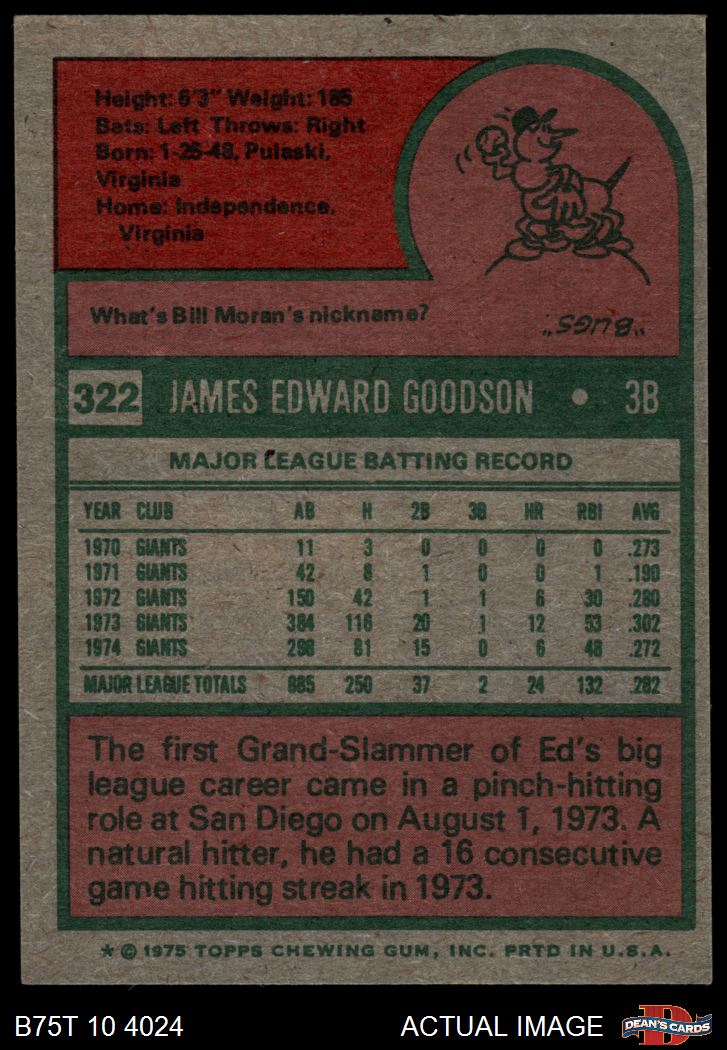 Height: 6'3" Weight: 185
Bats: Left Throws: Right
Born: 1-25-48, Pulaski,
Virginia
Home: Independence,
Virginia
What's Bill Moran's nickname?
"BUGS"
322 JAMES EDWARD GOODSON • 3B
MAJOR LEAGUE BATTING RECORD
YEAR CLUB AB H 2B 3B HR RBI AVG
1970 GIANTS 11 3 0 0 0 0 .273
1971 GIANTS 42 8 1 0 0 1 .190
1972 GIANTS 150 42 1 1 6 30 .280
1973 GIANTS 384 116 20 1 12 53 .302
1974 GIANTS 298 81 15 0 6 48 .272
MAJOR LEAGUE TOTALS 885 250 37 2 24 132 .282
The first Grand-Slammer of Ed's big
league career came in a pinch-hitting
role at San Diego on August 1, 1973. A
natural hitter, he had a 16 consecutive
game hitting streak in 1973.
* © 1975 TOPPS CHEWING GUM, INC. PRTD IN U.S.A.
B75T 10 4024 ACTUAL IMAGE
DEAN'S CARDS